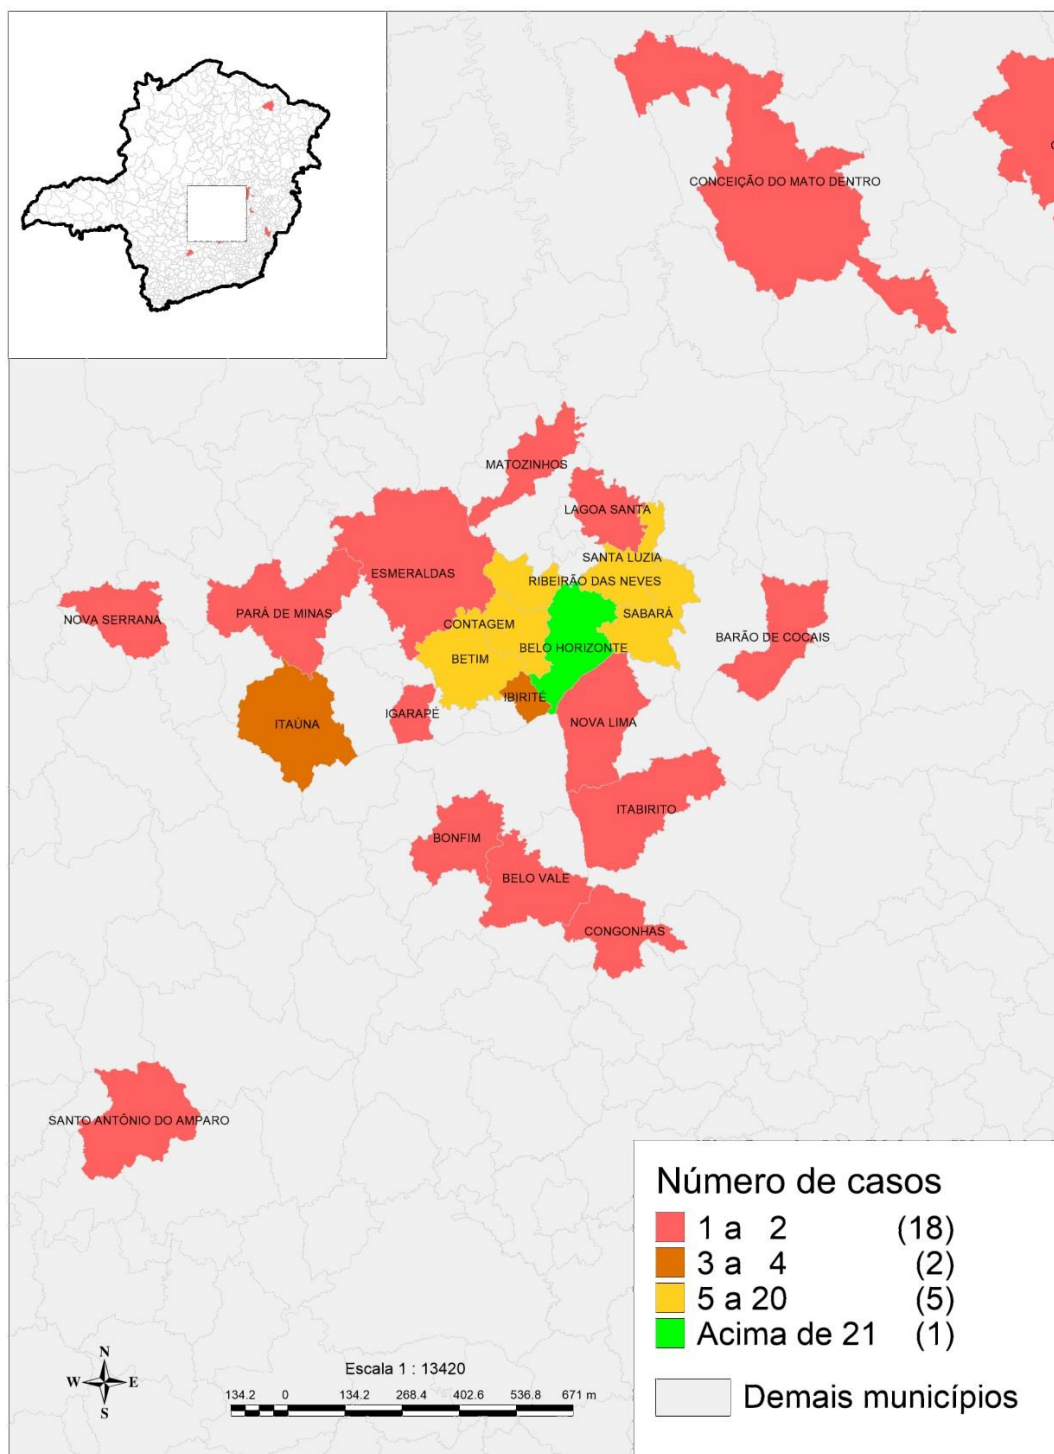 CONCEIÇÃO DO MATO DENTRO
MATOZINHOS
LAGOA SANTA
SANTA LUZIA
ESMERALDAS
RIBEIRÃO DAS NEVES
PARÁ DE MINAS
SABARÁ
NOVA SERRANA
CONTAGEM
BARÃO DE COCAIS
BELO HORIZONTE
BETIM
IBIRITÉ
IGARAPÉ
NOVA LIMA
ITAÚNA
ITABIRITO
BONFIM
BELO VALE
CONGONHAS
SANTO ANTÔNIO DO AMPARO
Número de casos
1 a 2 (18)
3 a 4 (2)
5 a 20 (5)
Acima de 21 (1)
Demais municípios
N
W E
S
Escala 1 : 13420
134.2 0 134.2 268.4 402.6 536.8 671 m